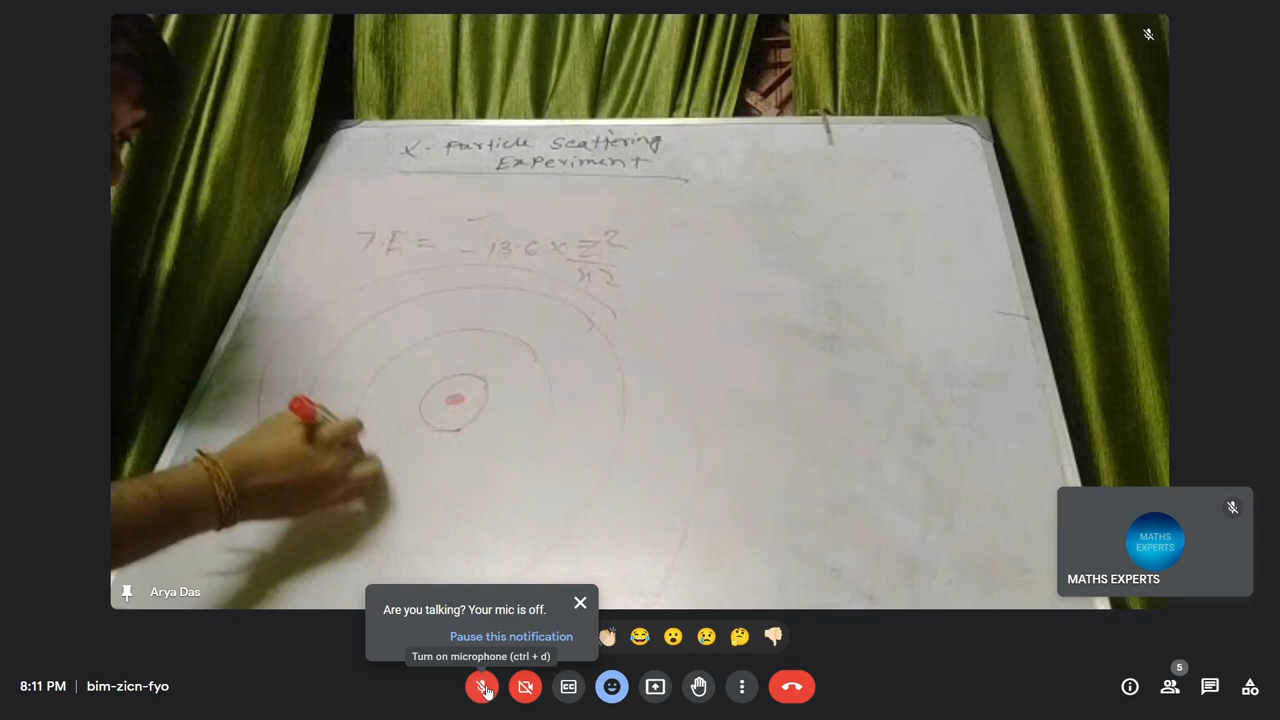 α- Particle Scattering
Experiment
T.E = - 13.6 x Z²
n²
Arya Das
MATHS
EXPERTS
MATHS EXPERTS
Are you talking? Your mic is off.
Pause this notification
Turn on microphone (ctrl + d)
8:11 PM | bim-zicn-fyo
5